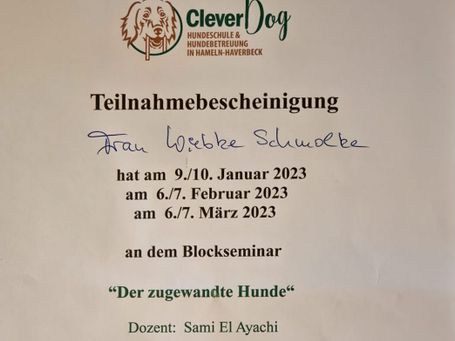 CleverDog
HUNDESCHULE &
HUNDEBETREUUNG
IN HAMELN-HAVERBECK
Teilnahmebescheinigung
Frau Wiebke Schmolke
hat am 9./10. Januar 2023
am 6./7. Februar 2023
am 6./7. März 2023
an dem Blockseminar
“Der zugewandte Hunde“
Dozent: Sami El Ayachi